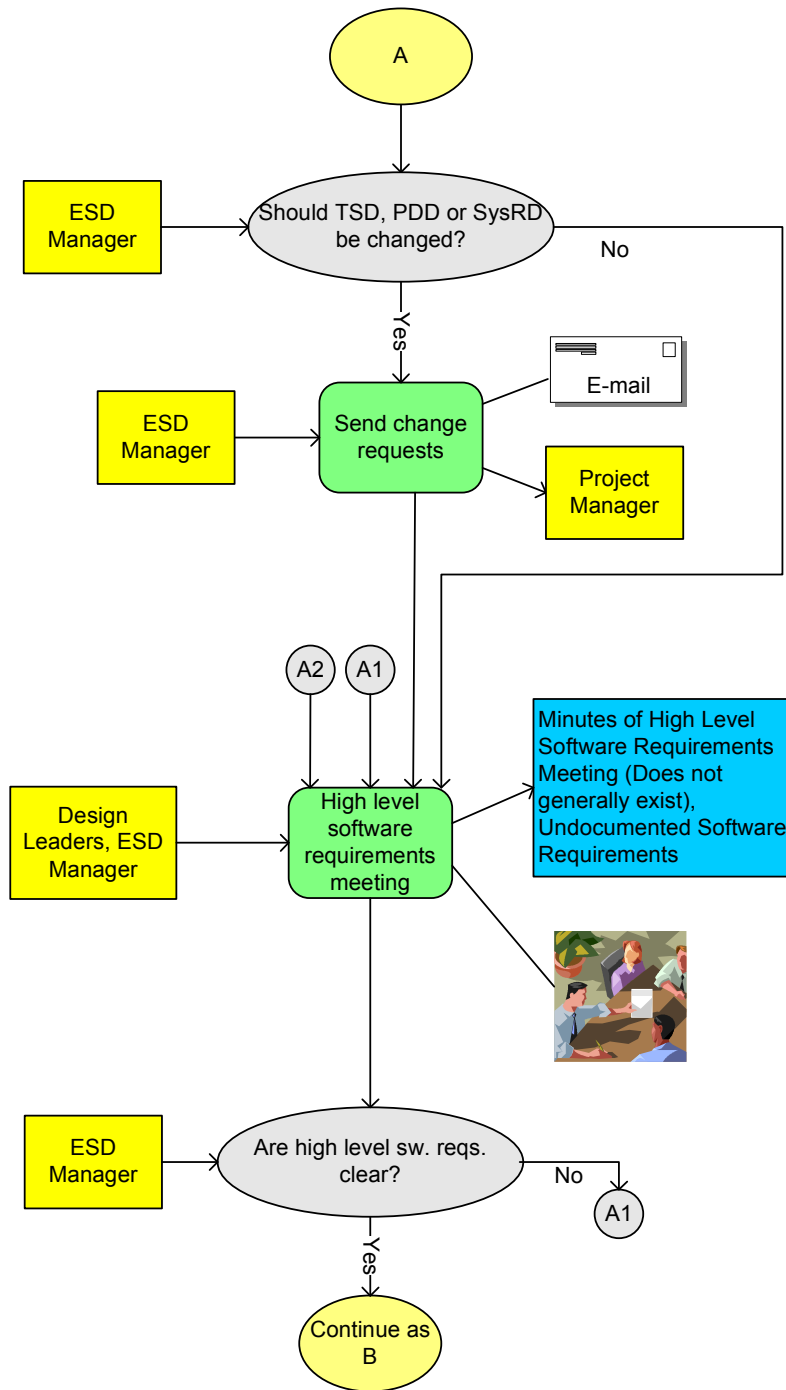 A
ESD
Manager
Should TSD, PDD or SysRD
be changed?
No
Yes
E-mail
ESD
Manager
Send change
requests
Project
Manager
A2
A1
Minutes of High Level
Software Requirements
Meeting (Does not
generally exist),
Undocumented Software
Requirements
Design
Leaders, ESD
Manager
High level
software
requirements
meeting
ESD
Manager
Are high level sw. reqs.
clear?
No
A1
Yes
Continue as
B